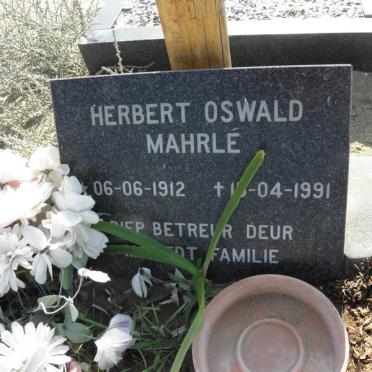 HERBERT OSWALD
MAHRLÉ
06-06-1912 † -04-1991
BETREUR DEUR
FAMILIE